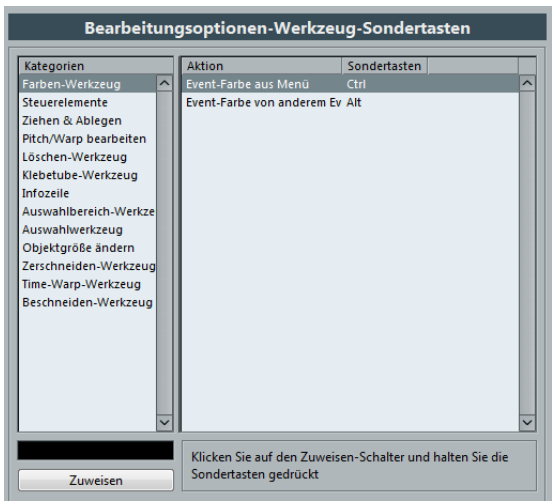 Bearbeitungsoptionen-Werkzeug-Sondertasten
Kategorien
Farben-Werkzeug
Steuerelemente
Ziehen & Ablegen
Pitch/Warp bearbeiten
Löschen-Werkzeug
Klebetube-Werkzeug
Infozeile
Auswahlbereich-Werkze
Auswahlwerkzeug
Objektgröße ändern
Zerschneiden-Werkzeug
Time-Warp-Werkzeug
Beschneiden-Werkzeug
Aktion Sondertasten
Event-Farbe aus Menü Ctrl
Event-Farbe von anderem Ev Alt
Zuweisen
Klicken Sie auf den Zuweisen-Schalter und halten Sie die
Sondertasten gedrückt